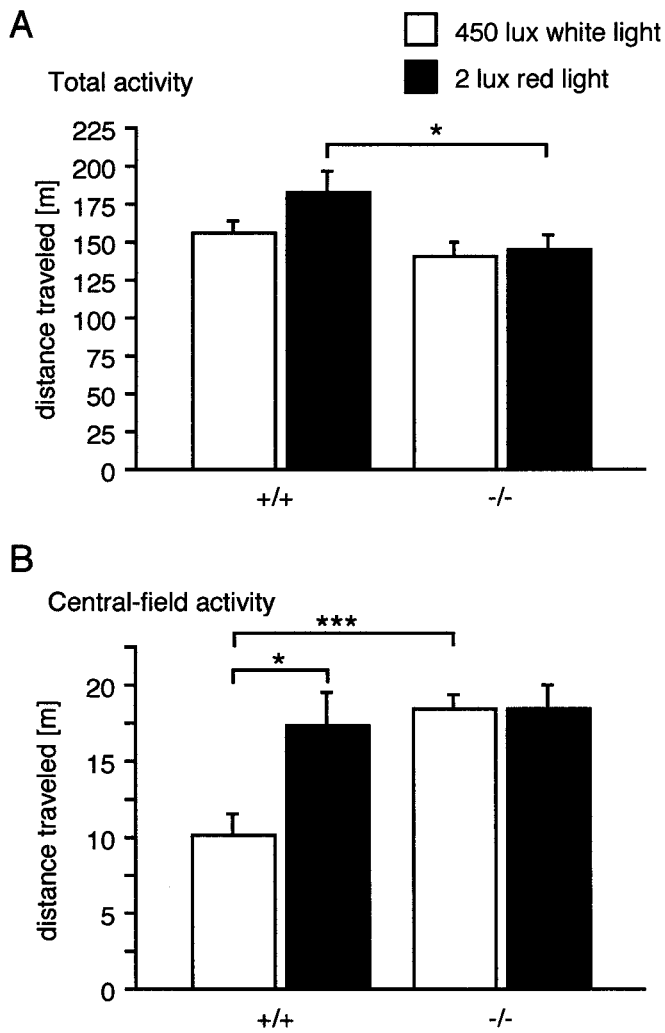 A
450 lux white light
2 lux red light
Total activity
*
225
200
175
150
125
100
75
50
25
0
distance traveled [m]
+/+ -/-
B
Central-field activity
***
*
20
15
10
5
0
distance traveled [m]
+/+ -/-